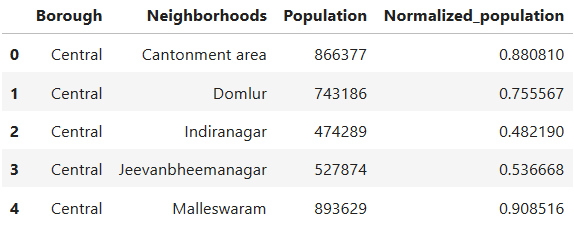 Borough Neighborhoods Population Normalized_population
0 Central Cantonment area 866377 0.880810
1 Central Domlur 743186 0.755567
2 Central Indiranagar 474289 0.482190
3 Central Jeevanbheemanagar 527874 0.536668
4 Central Malleswaram 893629 0.908516